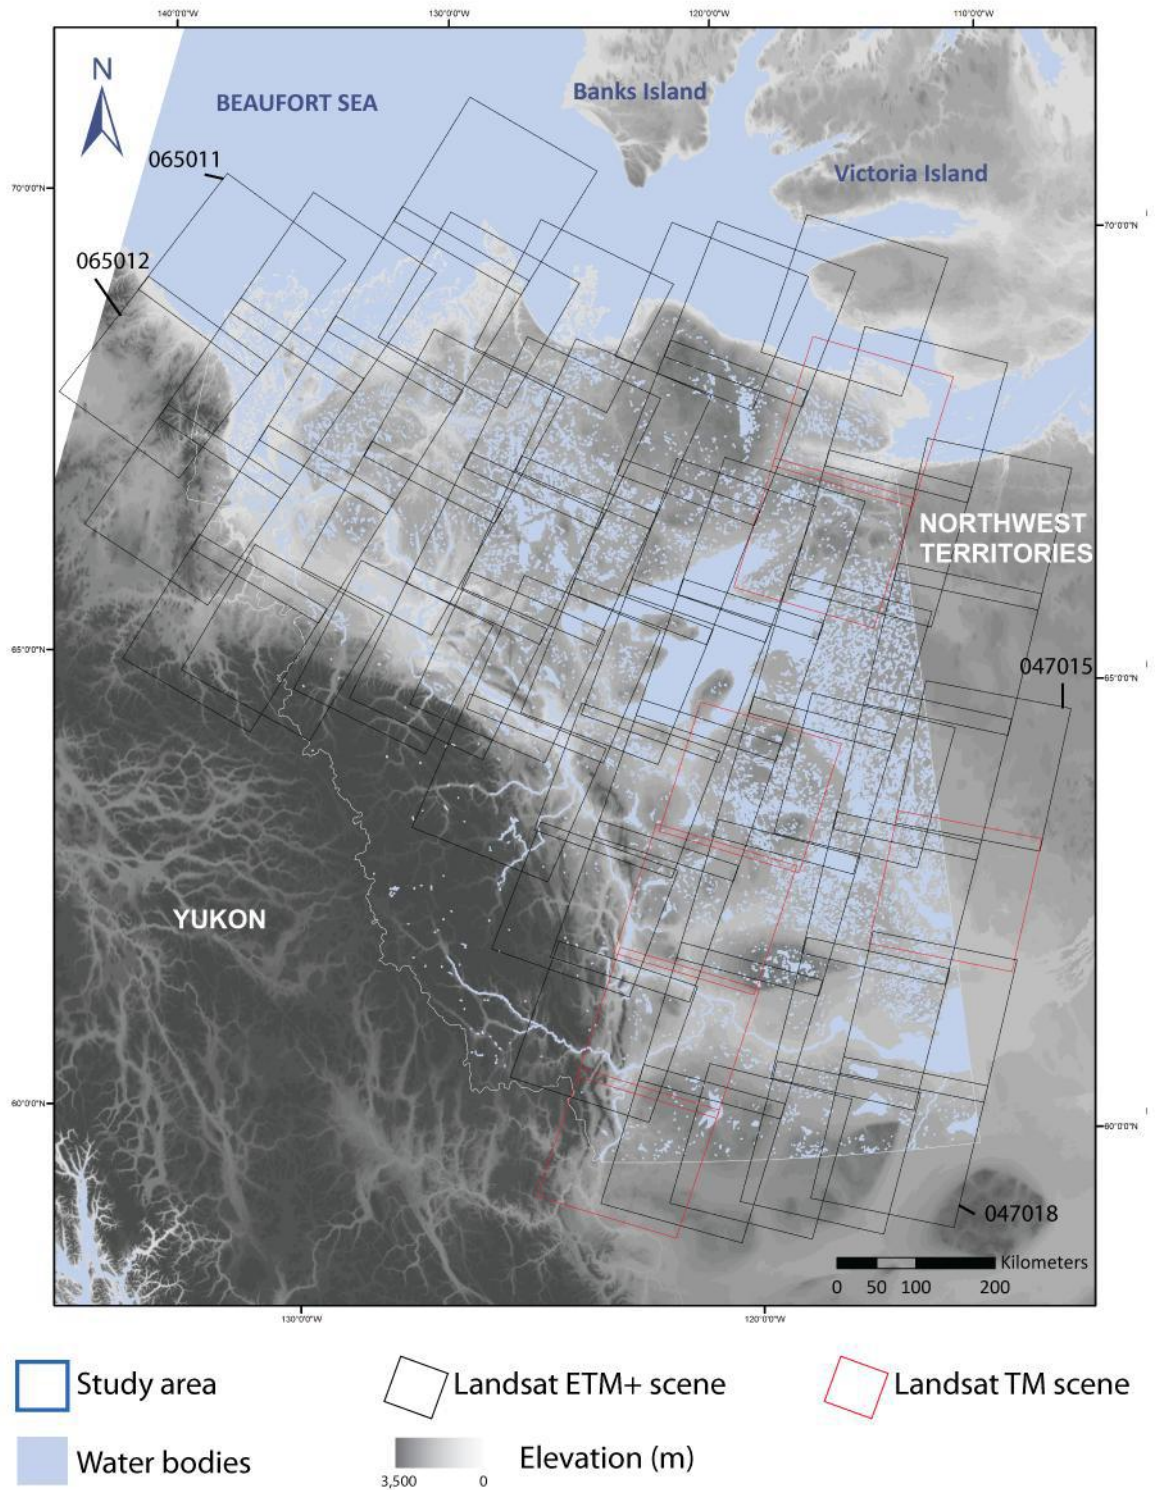 140°0'0"W 130°0'0"W 120°0'0"W 110°0'0"W
N
BEAUFORT SEA
Banks Island
065011
Victoria Island
70°0'0"N
70°0'0"N
065012
NORTHWEST
TERRITORIES
65°0'0"N
047015
65°0'0"N
YUKON
60°0'0"N
60°0'0"N
047018
Kilometers
0 50 100 200
130°0'0"W 120°0'0"W
Study area
Landsat ETM+ scene
Landsat TM scene
Water bodies
Elevation (m)
3,500 0